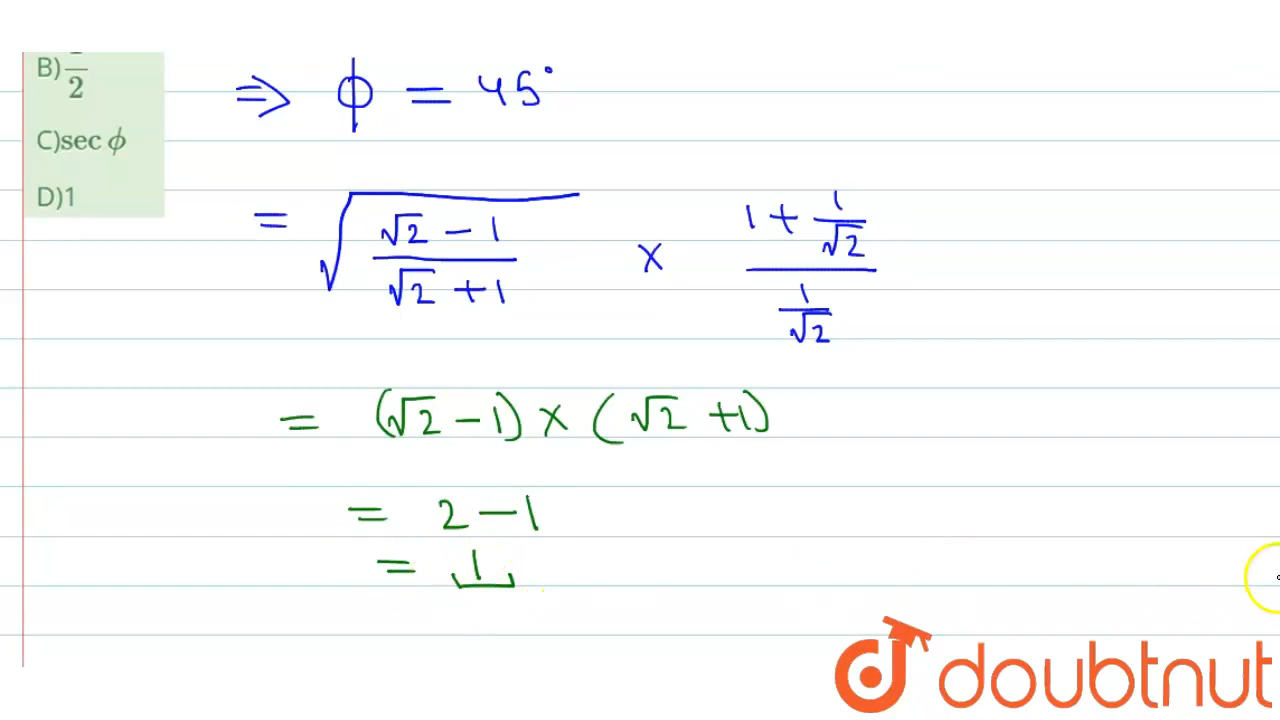 B) 1/2
C)sec ϕ
D)1
⇒ ϕ = 45°
= √((√2 − 1)/(√2 + 1)) × (1 + 1/√2)/(1/√2)
= (√2 − 1) × (√2 + 1)
= 2 − 1
= 1
doubtnut